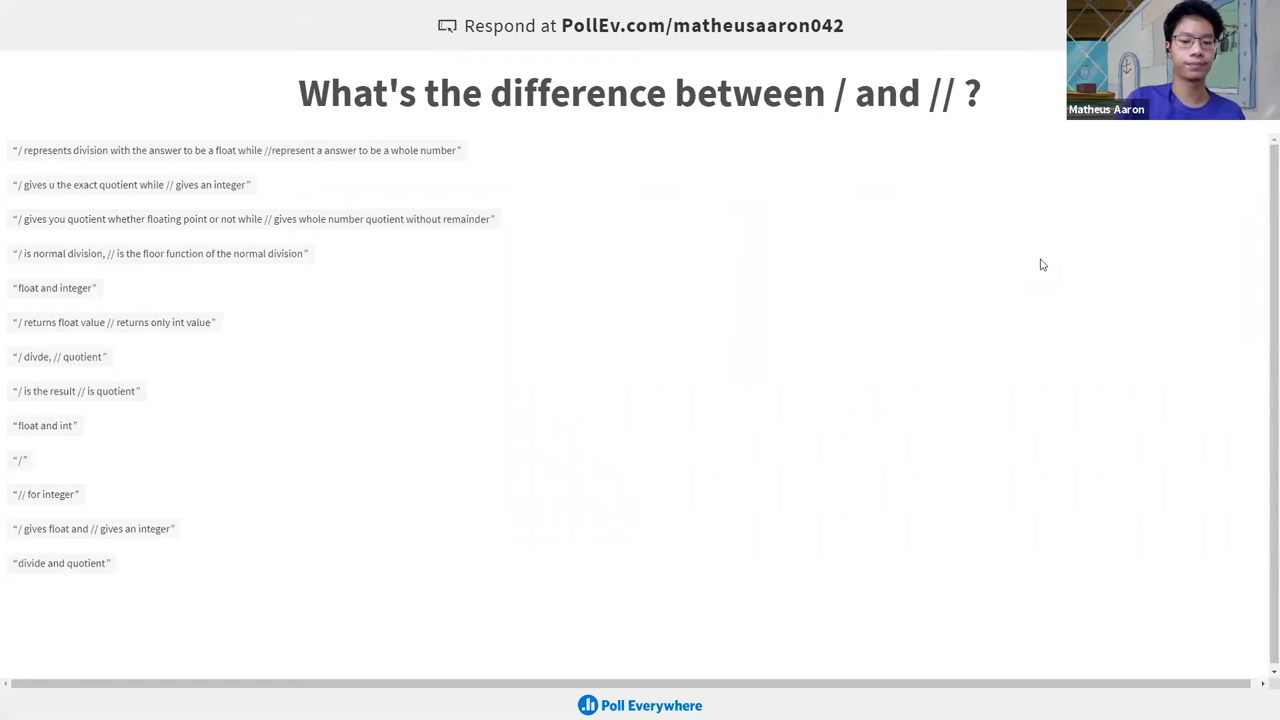 Respond at PollEv.com/matheusaaron042
What's the difference between / and // ?
Matheus Aaron
“/ represents division with the answer to be a float while //represent a answer to be a whole number”
“/ gives u the exact quotient while // gives an integer”
“/ gives you quotient whether floating point or not while // gives whole number quotient without remainder”
“/ is normal division, // is the floor function of the normal division”
“float and integer”
“/ returns float value // returns only int value”
“/ divde, // quotient”
“/ is the result // is quotient”
“float and int”
“/”
“// for integer”
“/ gives float and // gives an integer”
“divide and quotient”
Poll Everywhere